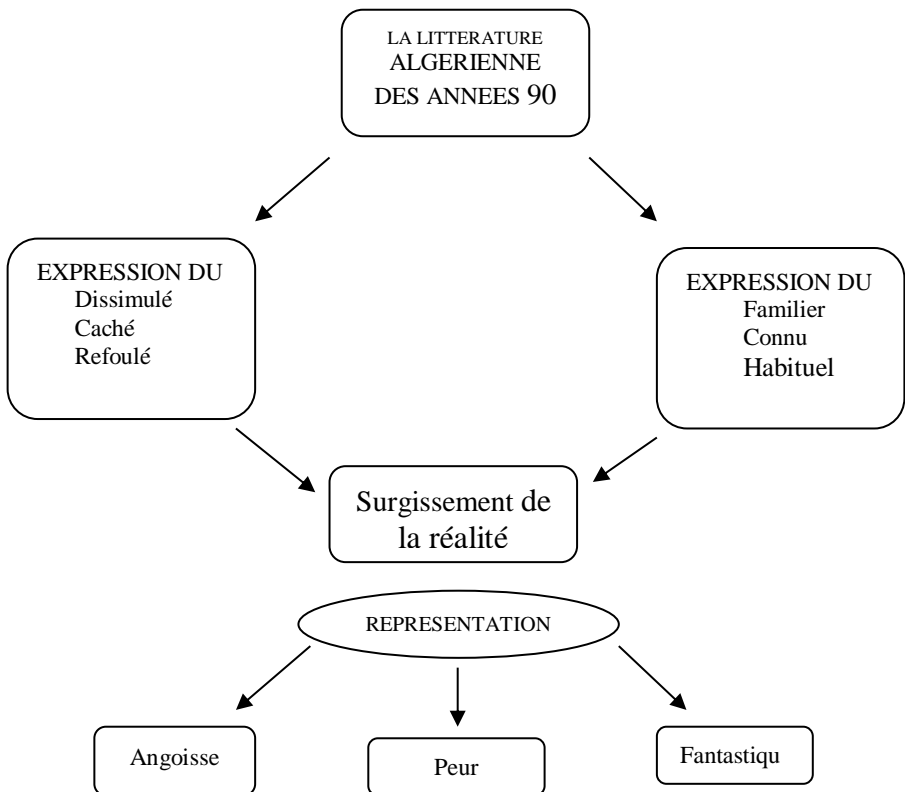 LA LITTERATURE
ALGERIENNE
DES ANNEES 90
EXPRESSION DU
Dissimulé
Caché
Refoulé
EXPRESSION DU
Familier
Connu
Habituel
Surgissement de
la réalité
REPRESENTATION
Angoisse
Peur
Fantastiqu